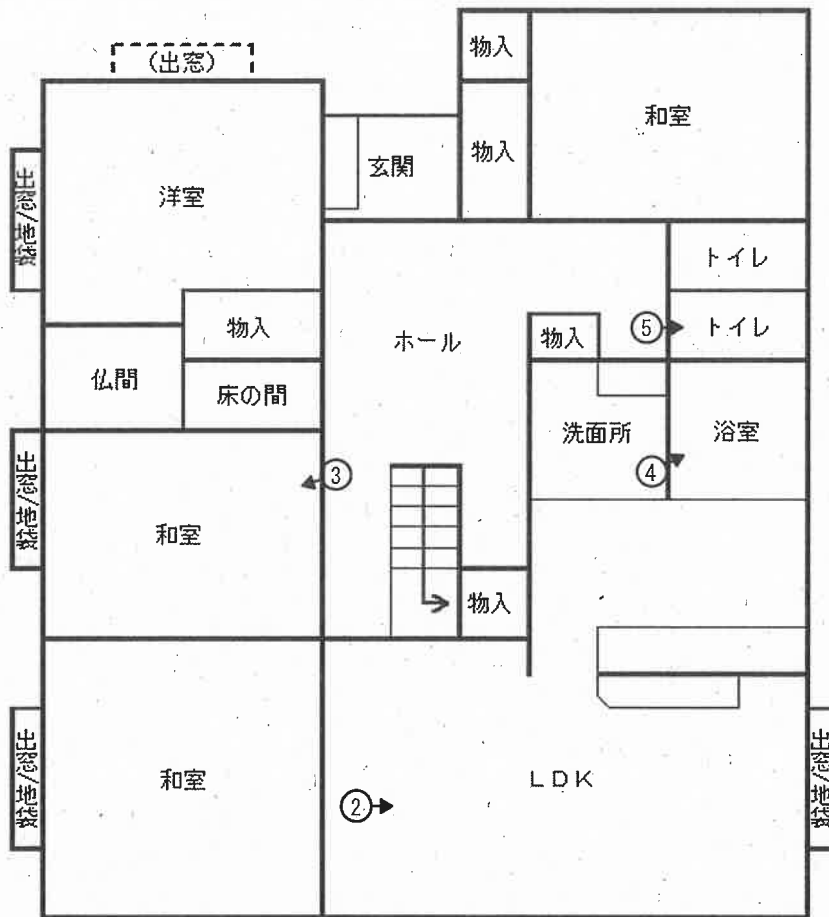 物入
(出窓)
和室
物入
玄関
洋室
出窓/地袋
トイレ
物入
ホール
物入
⑤
トイレ
仏間
床の間
洗面所
浴室
出窓/地袋
③
④
和室
物入
出窓/地袋
和室
②
LDK
出窓/地袋